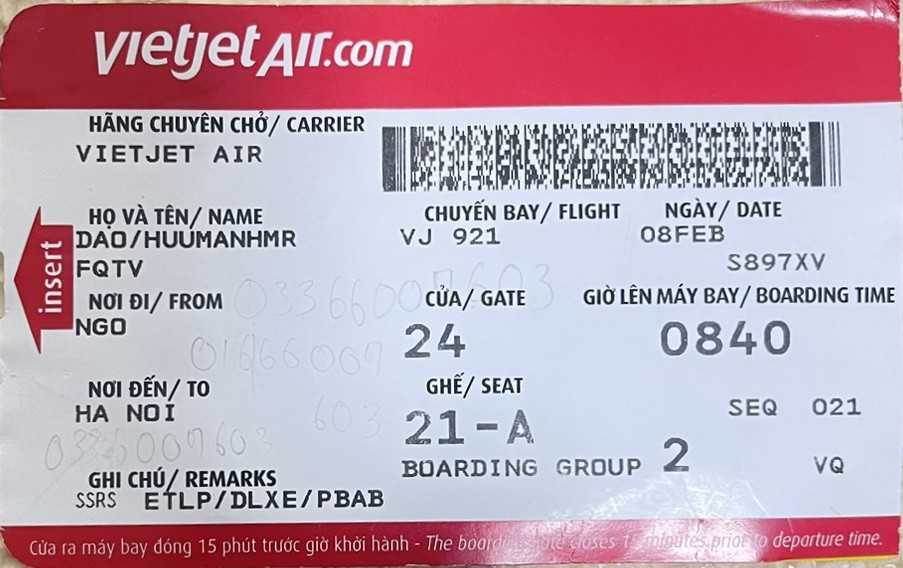 vietjetAir.com
HÃNG CHUYÊN CHỞ/ CARRIER
VIETJET AIR
HỌ VÀ TÊN/ NAME
CHUYẾN BAY/ FLIGHT
NGÀY/ DATE
DAO/HUUMANHMR
VJ 921
08FEB
FQTV
S897XV
insert
NƠI ĐI/ FROM
CỬA/ GATE
GIỜ LÊN MÁY BAY/ BOARDING TIME
NGO
24
0840
NƠI ĐẾN/ TO
GHẾ/ SEAT
HA NOI
21-A
SEQ 021
603
BOARDING GROUP 2
VQ
GHI CHÚ/ REMARKS
SSRS ETLP/DLXE/PBAB
Cửa ra máy bay đóng 15 phút trước giờ khởi hành - The boarding gate closes 15 minutes prior to departure time.